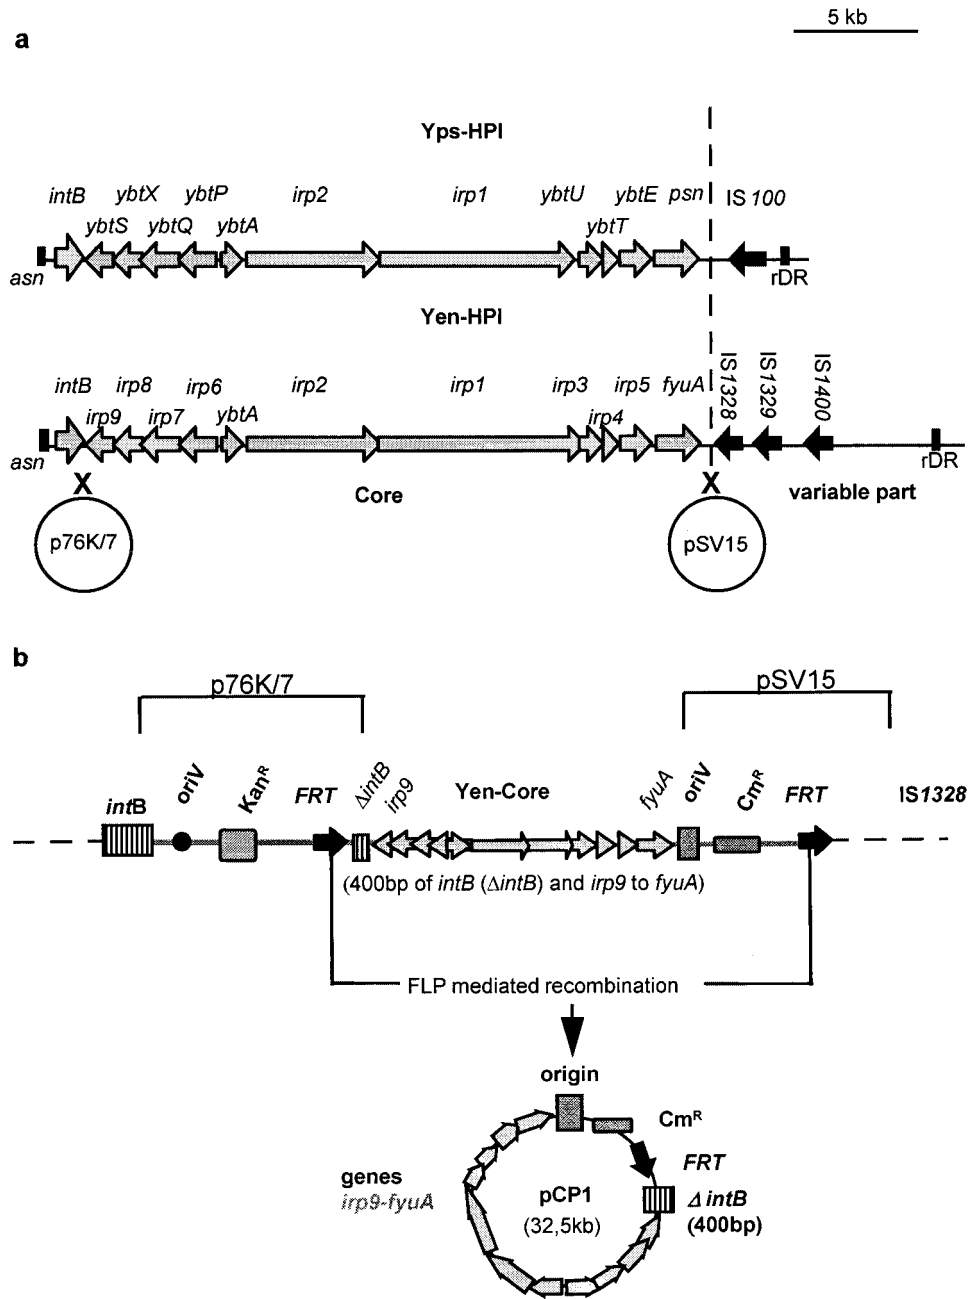 5 kb
a
Yps-HPI
intB ybtX ybtP irp2 irp1 ybtU ybtE psn IS100
ybtS ybtQ ybtA ybtT
asn rDR
Yen-HPI
intB irp8 irp6 irp2 irp1 irp3 irp5 fyuA IS1328 IS1329 IS1400
irp9 irp7 ybtA irp4
asn rDR
X Core X variable part
p76K/7 pSV15
b
p76K/7 pSV15
intB oriV KanR FRT ΔintB irp9 Yen-Core fyuA oriV CmR FRT IS1328
(400bp of intB (ΔintB) and irp9 to fyuA)
FLP mediated recombination
origin
CmR
FRT
genes
irp9-fyuA
pCP1
(32,5kb)
Δ intB
(400bp)